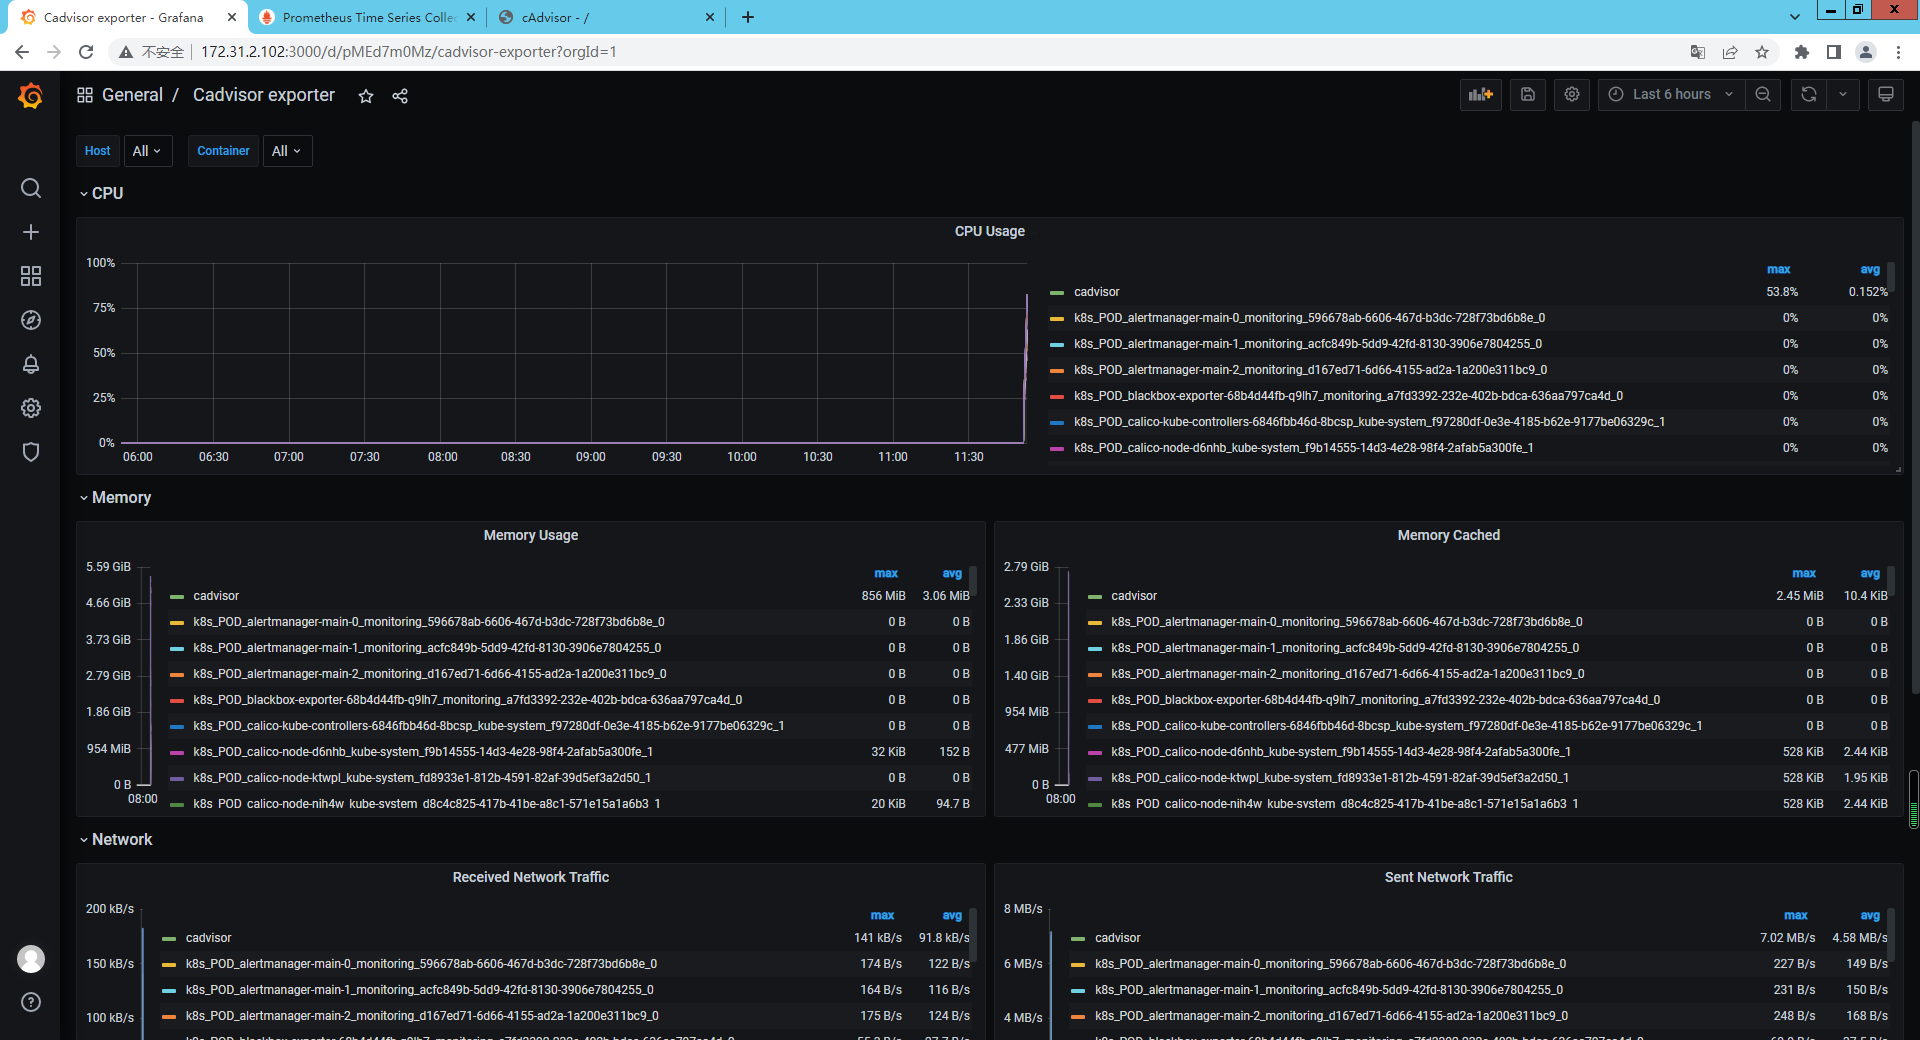 Cadvisor exporter - Grafana
Prometheus Time Series Colle
cAdvisor - /
不安全
172.31.2.102:3000/d/pMEd7m0Mz/cadvisor-exporter?orgId=1
General / Cadvisor exporter
Last 6 hours
Host All Container All
CPU
CPU Usage
max avg
100%
75%
50%
25%
0%
06:00 06:30 07:00 07:30 08:00 08:30 09:00 09:30 10:00 10:30 11:00 11:30
cadvisor 53.8% 0.152%
k8s_POD_alertmanager-main-0_monitoring_596678ab-6606-467d-b3dc-728f73bd6b8e_0 0% 0%
k8s_POD_alertmanager-main-1_monitoring_acfc849b-5dd9-42fd-8130-3906e7804255_0 0% 0%
k8s_POD_alertmanager-main-2_monitoring_d167ed71-6d66-4155-ad2a-1a200e311bc9_0 0% 0%
k8s_POD_blackbox-exporter-68b4d44fb-q9lh7_monitoring_a7fd3392-232e-402b-bdca-636aa797ca4d_0 0% 0%
k8s_POD_calico-kube-controllers-6846fbb46d-8bcsp_kube-system_f97280df-0e3e-4185-b62e-9177be06329c_1 0% 0%
k8s_POD_calico-node-d6nhb_kube-system_f9b14555-14d3-4e28-98f4-2afab5a300fe_1 0% 0%
Memory
Memory Usage
5.59 GiB
4.66 GiB
3.73 GiB
2.79 GiB
1.86 GiB
954 MiB
0 B
08:00
max avg
cadvisor 856 MiB 3.06 MiB
k8s_POD_alertmanager-main-0_monitoring_596678ab-6606-467d-b3dc-728f73bd6b8e_0 0 B 0 B
k8s_POD_alertmanager-main-1_monitoring_acfc849b-5dd9-42fd-8130-3906e7804255_0 0 B 0 B
k8s_POD_alertmanager-main-2_monitoring_d167ed71-6d66-4155-ad2a-1a200e311bc9_0 0 B 0 B
k8s_POD_blackbox-exporter-68b4d44fb-q9lh7_monitoring_a7fd3392-232e-402b-bdca-636aa797ca4d_0 0 B 0 B
k8s_POD_calico-kube-controllers-6846fbb46d-8bcsp_kube-system_f97280df-0e3e-4185-b62e-9177be06329c_1 0 B 0 B
k8s_POD_calico-node-d6nhb_kube-system_f9b14555-14d3-4e28-98f4-2afab5a300fe_1 32 KiB 152 B
k8s_POD_calico-node-ktwpl_kube-system_fd8933e1-812b-4591-82af-39d5ef3a2d50_1 0 B 0 B
k8s_POD_calico-node-njh4w_kube-system_d8c4c825-417b-41be-a8c1-571e15a1a6b3_1 20 KiB 94.7 B
Memory Cached
2.79 GiB
2.33 GiB
1.86 GiB
1.40 GiB
954 MiB
477 MiB
0 B
08:00
max avg
cadvisor 2.45 MiB 10.4 KiB
k8s_POD_alertmanager-main-0_monitoring_596678ab-6606-467d-b3dc-728f73bd6b8e_0 0 B 0 B
k8s_POD_alertmanager-main-1_monitoring_acfc849b-5dd9-42fd-8130-3906e7804255_0 0 B 0 B
k8s_POD_alertmanager-main-2_monitoring_d167ed71-6d66-4155-ad2a-1a200e311bc9_0 0 B 0 B
k8s_POD_blackbox-exporter-68b4d44fb-q9lh7_monitoring_a7fd3392-232e-402b-bdca-636aa797ca4d_0 0 B 0 B
k8s_POD_calico-kube-controllers-6846fbb46d-8bcsp_kube-system_f97280df-0e3e-4185-b62e-9177be06329c_1 0 B 0 B
k8s_POD_calico-node-d6nhb_kube-system_f9b14555-14d3-4e28-98f4-2afab5a300fe_1 528 KiB 2.44 KiB
k8s_POD_calico-node-ktwpl_kube-system_fd8933e1-812b-4591-82af-39d5ef3a2d50_1 528 KiB 1.95 KiB
k8s_POD_calico-node-njh4w_kube-system_d8c4c825-417b-41be-a8c1-571e15a1a6b3_1 528 KiB 2.44 KiB
Network
Received Network Traffic
200 kB/s
150 kB/s
100 kB/s
max avg
cadvisor 141 kB/s 91.8 kB/s
k8s_POD_alertmanager-main-0_monitoring_596678ab-6606-467d-b3dc-728f73bd6b8e_0 174 B/s 122 B/s
k8s_POD_alertmanager-main-1_monitoring_acfc849b-5dd9-42fd-8130-3906e7804255_0 164 B/s 116 B/s
k8s_POD_alertmanager-main-2_monitoring_d167ed71-6d66-4155-ad2a-1a200e311bc9_0 175 B/s 124 B/s
Sent Network Traffic
8 MB/s
6 MB/s
4 MB/s
max avg
cadvisor 7.02 MB/s 4.58 MB/s
k8s_POD_alertmanager-main-0_monitoring_596678ab-6606-467d-b3dc-728f73bd6b8e_0 227 B/s 149 B/s
k8s_POD_alertmanager-main-1_monitoring_acfc849b-5dd9-42fd-8130-3906e7804255_0 231 B/s 150 B/s
k8s_POD_alertmanager-main-2_monitoring_d167ed71-6d66-4155-ad2a-1a200e311bc9_0 248 B/s 168 B/s